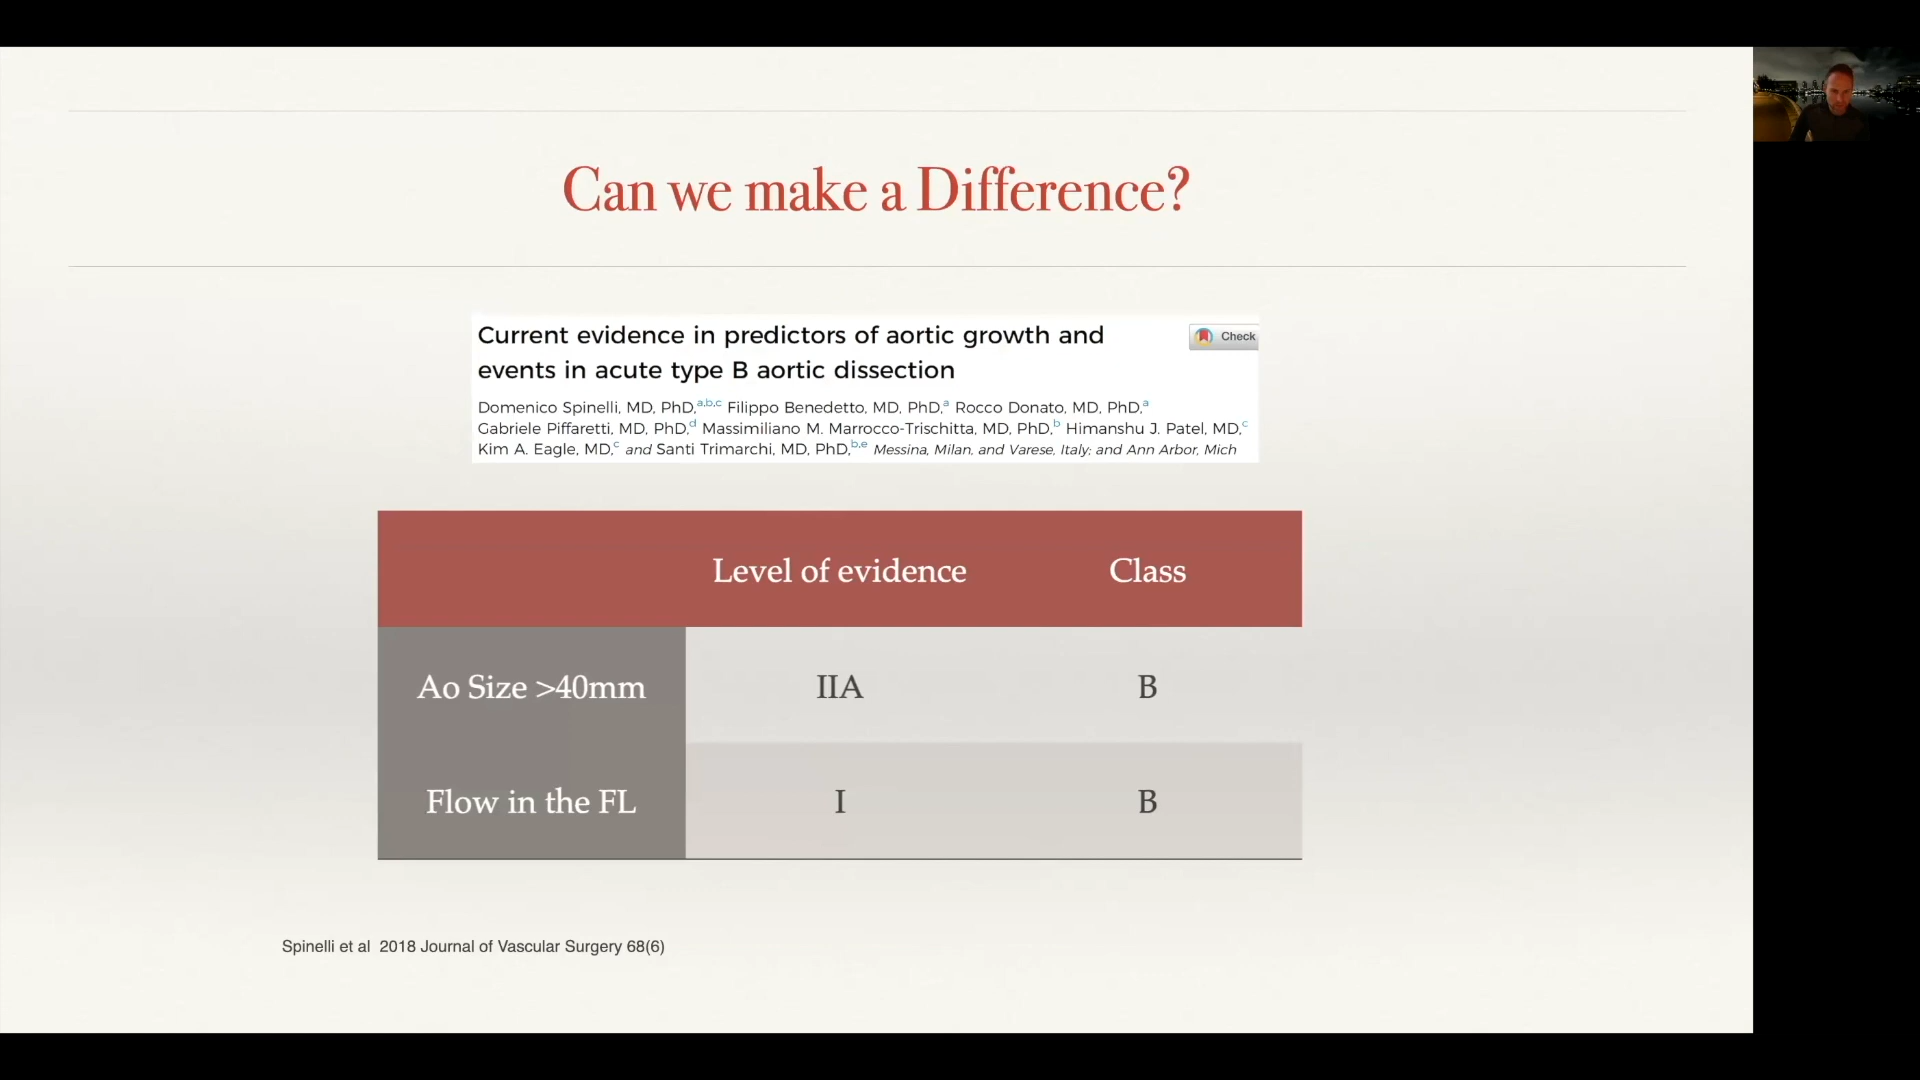 Can we make a Difference?
Current evidence in predictors of aortic growth and
events in acute type B aortic dissection
Check
Domenico Spinelli, MD, PhD,a,b,c Filippo Benedetto, MD, PhD,a Rocco Donato, MD, PhD,a
Gabriele Piffaretti, MD, PhD,d Massimiliano M. Marrocco-Trischitta, MD, PhD,b Himanshu J. Patel, MD,c
Kim A. Eagle, MD,c and Santi Trimarchi, MD, PhD,b,e Messina, Milan, and Varese, Italy; and Ann Arbor, Mich
Level of evidence Class
Ao Size >40mm IIA B
Flow in the FL I B
Spinelli et al 2018 Journal of Vascular Surgery 68(6)